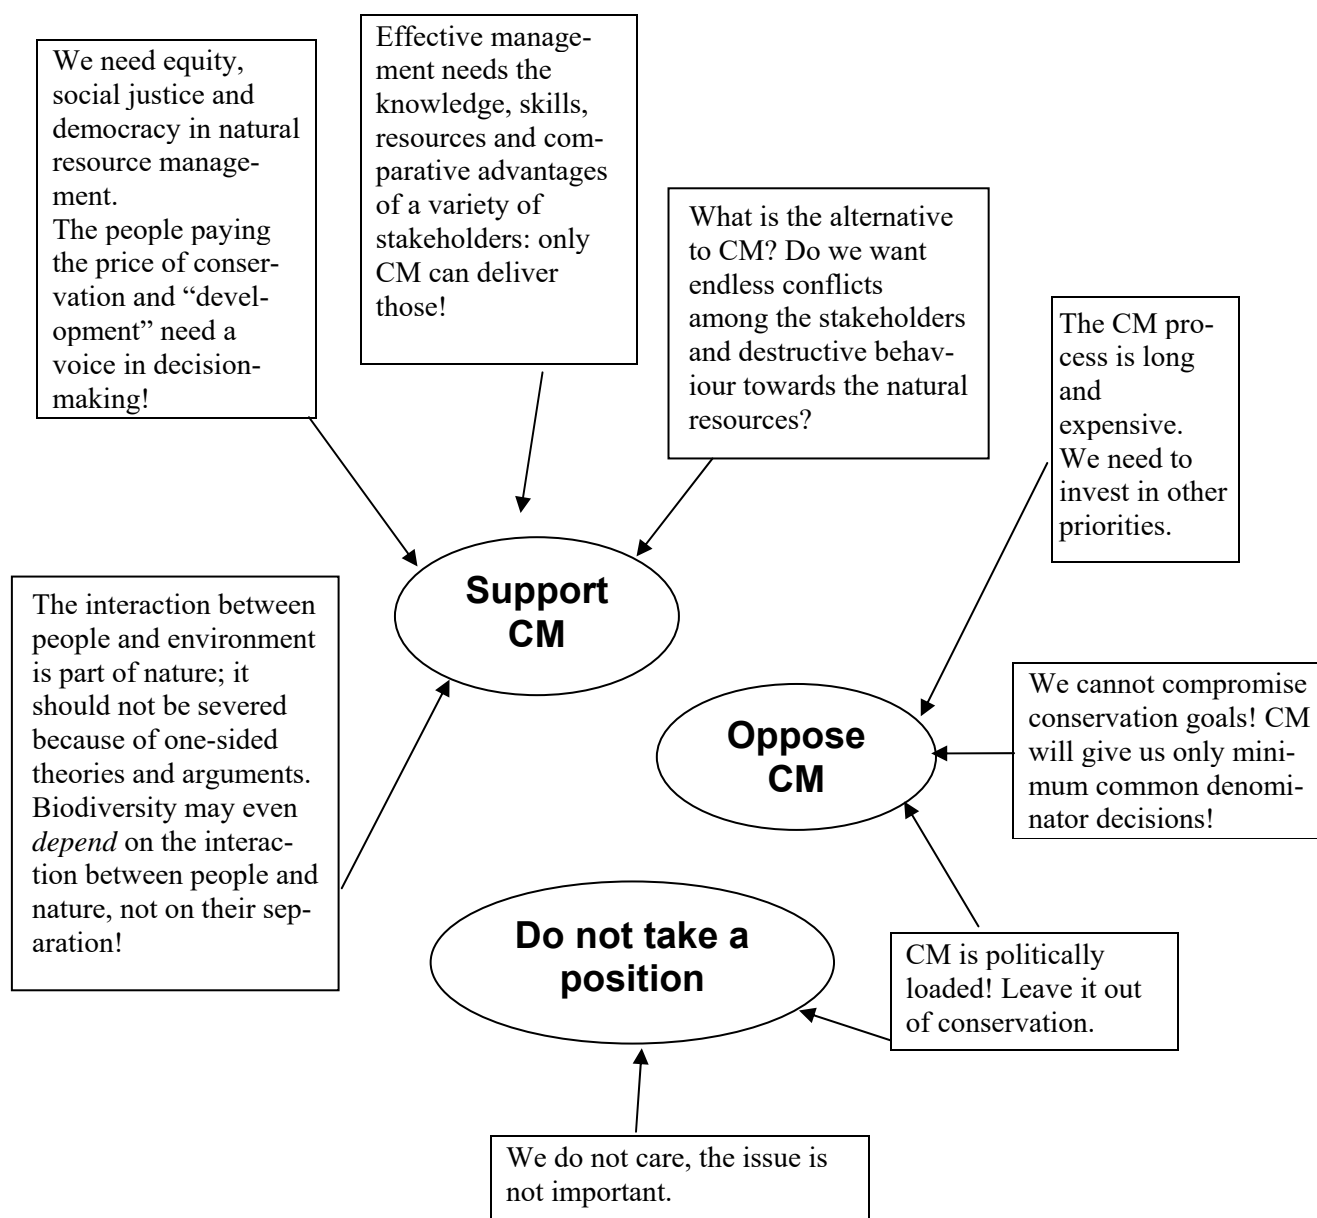 We need equity,
social justice and
democracy in natural
resource manage-
ment.
The people paying
the price of conser-
vation and “devel-
opment” need a
voice in decision-
making!
Effective manage-
ment needs the
knowledge, skills,
resources and com-
parative advantages
of a variety of
stakeholders: only
CM can deliver
those!
What is the alternative
to CM? Do we want
endless conflicts
among the stakeholders
and destructive behav-
iour towards the natural
resources?
The CM pro-
cess is long
and
expensive.
We need to
invest in other
priorities.
Support
CM
The interaction between
people and environment
is part of nature; it
should not be severed
because of one-sided
theories and arguments.
Biodiversity may even
depend on the interac-
tion between people and
nature, not on their sep-
aration!
Oppose
CM
We cannot compromise
conservation goals! CM
will give us only mini-
mum common denomi-
nator decisions!
Do not take a
position
CM is politically
loaded! Leave it out
of conservation.
We do not care, the issue is
not important.